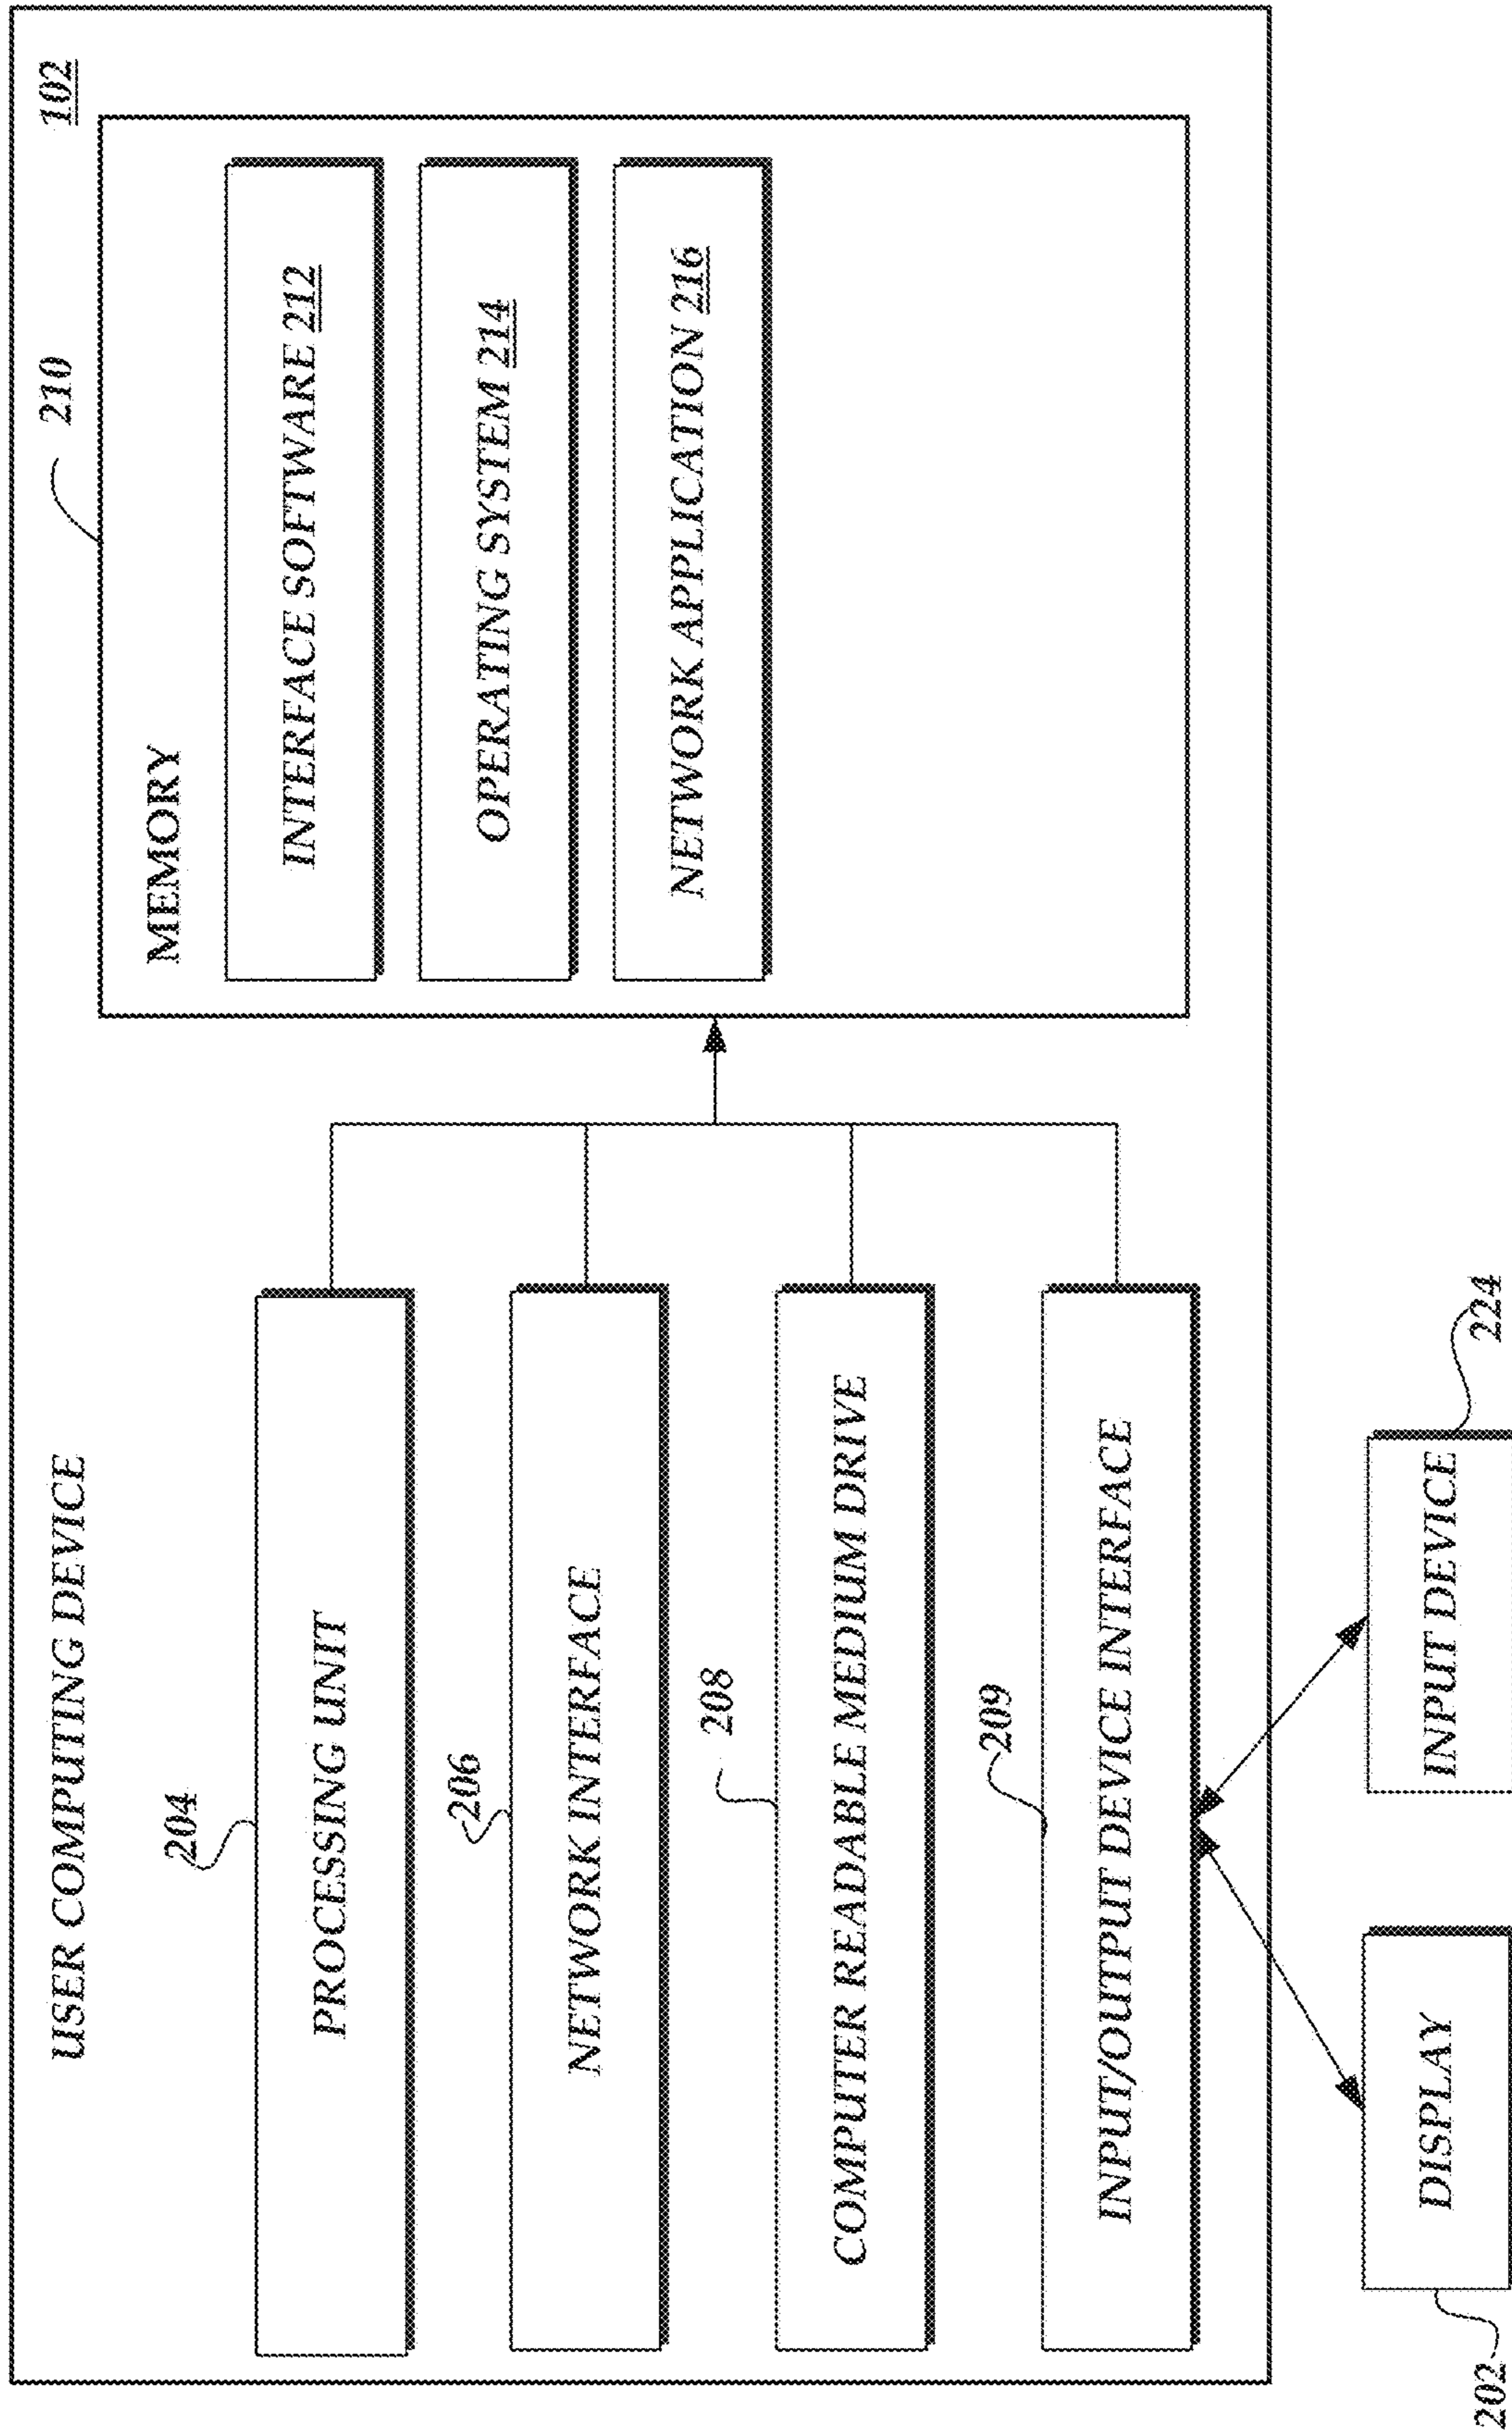 USER COMPUTING DEVICE
102
210
MEMORY
204
PROCESSING UNIT
INTERFACE SOFTWARE 212
206
NETWORK INTERFACE
OPERATING SYSTEM 214
208
COMPUTER READABLE MEDIUM DRIVE
NETWORK APPLICATION 216
209
INPUT/OUTPUT DEVICE INTERFACE
DISPLAY
INPUT DEVICE
202
224